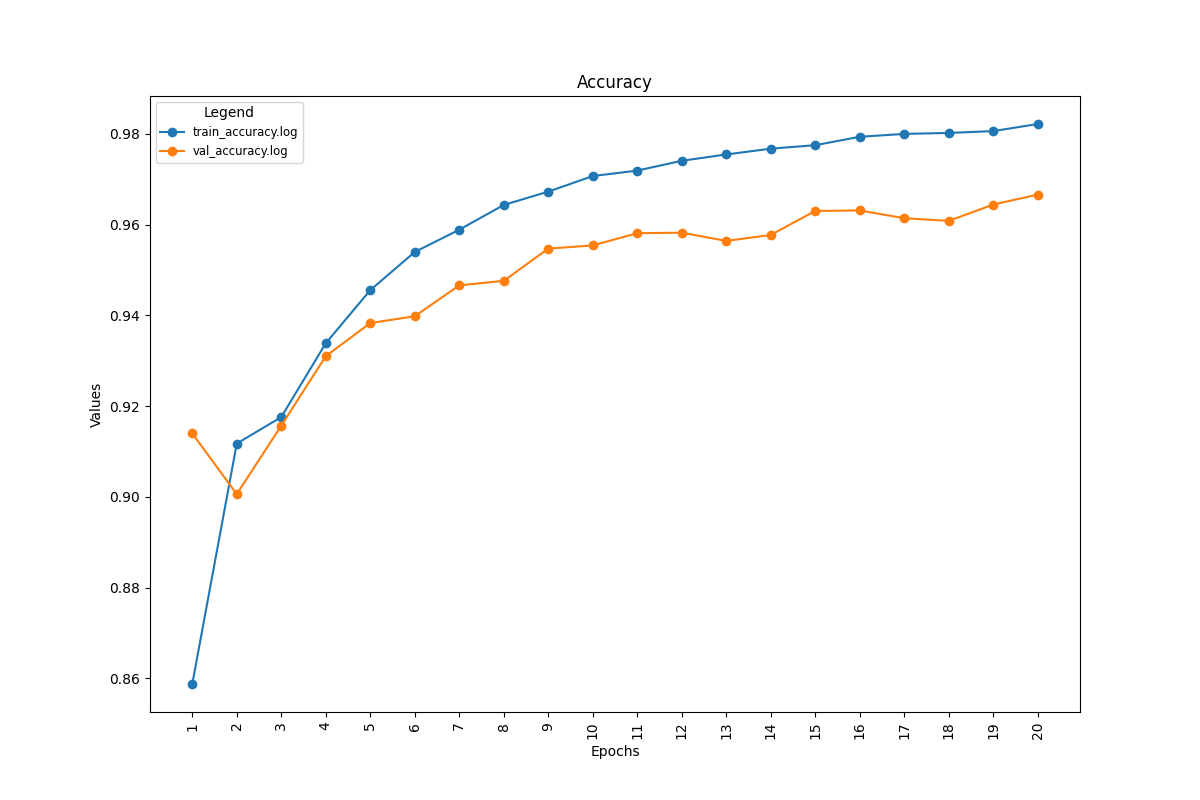 Accuracy
Legend
train_accuracy.log
val_accuracy.log
Values
0.98
0.96
0.94
0.92
0.90
0.88
0.86
1 2 3 4 5 6 7 8 9 10 11 12 13 14 15 16 17 18 19 20
Epochs